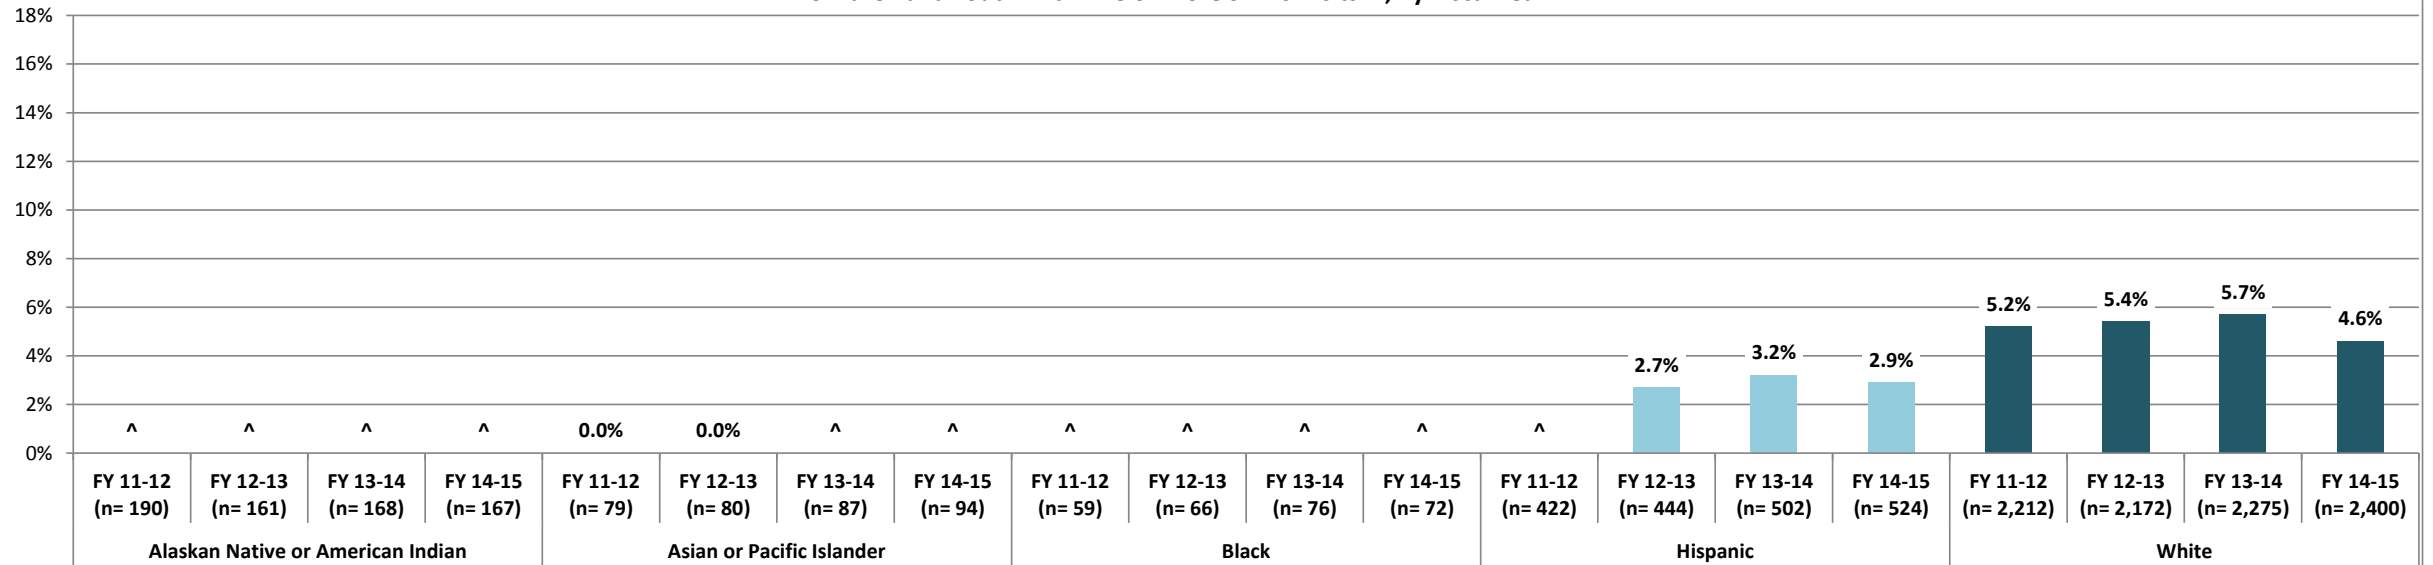 18%
16%
14%
12%
10%
8%
6%
4%
2%
0%
^ ^ ^ ^ 0.0% 0.0% ^ ^ ^ ^ ^ ^ ^ 2.7% 3.2% 2.9% 5.2% 5.4% 5.7% 4.6%
FY 11-12 FY 12-13 FY 13-14 FY 14-15 FY 11-12 FY 12-13 FY 13-14 FY 14-15 FY 11-12 FY 12-13 FY 13-14 FY 14-15 FY 11-12 FY 12-13 FY 13-14 FY 14-15 FY 11-12 FY 12-13 FY 13-14 FY 14-15
(n= 190) (n= 161) (n= 168) (n= 167) (n= 79) (n= 80) (n= 87) (n= 94) (n= 59) (n= 66) (n= 76) (n= 72) (n= 422) (n= 444) (n= 502) (n= 524) (n= 2,212) (n= 2,172) (n= 2,275) (n= 2,400)
Alaskan Native or American Indian Asian or Pacific Islander Black Hispanic White